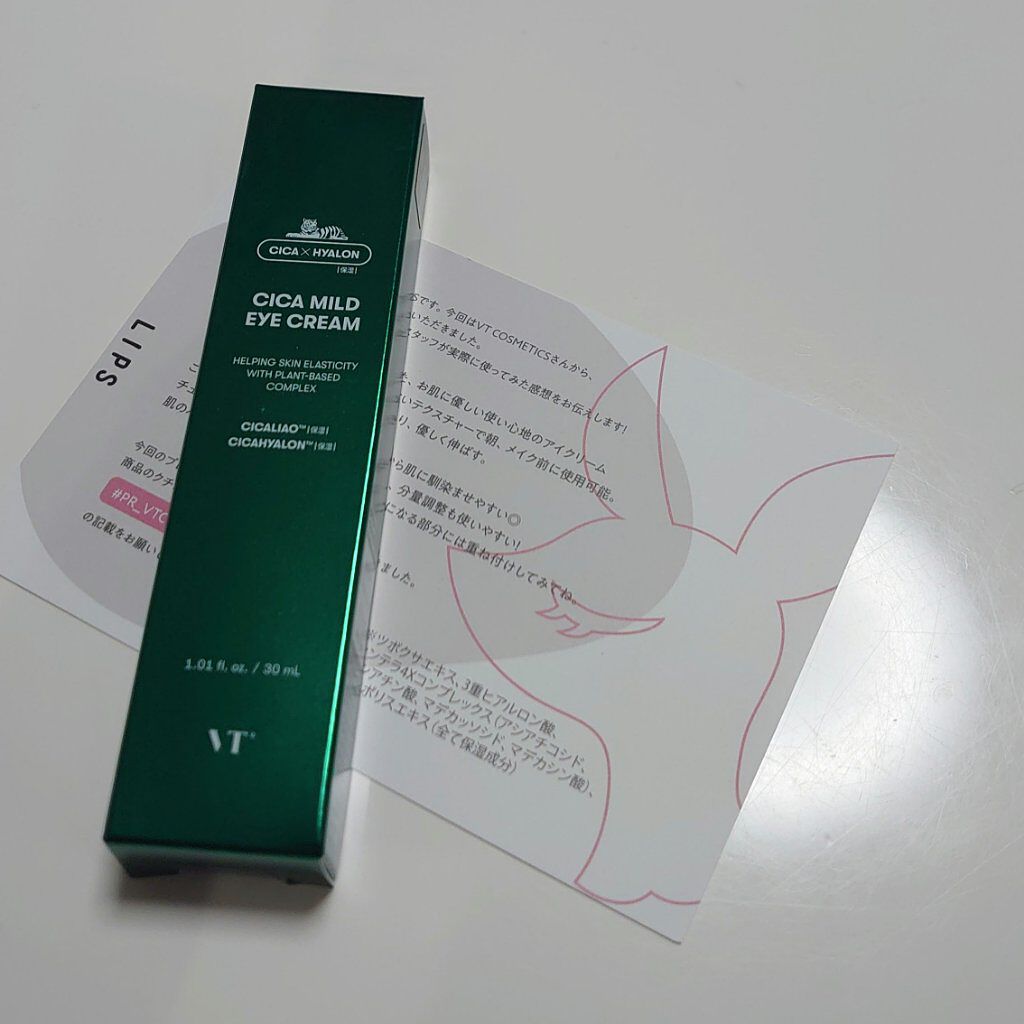 CICA×HYALON
|保湿|
CICA MILD
EYE CREAM
HELPING SKIN ELASTICITY
WITH PLANT-BASED
COMPLEX
CICALIAO™|保湿|
CICAHYALON™|保湿|
1.01 fl. oz. / 30 mL
VT
LIPS
です。今回はVT COSMETICSさんから、
いただきました。
スタッフが実際に使ってみた感想をお伝えします!
お肌に優しい使い心地のアイクリーム
テクスチャーで朝、メイク前に使用可能。
り、優しく伸ばす。
ら肌に馴染ませやすい◎
、分量調整も使いやすい!
になる部分には重ね付けしてみてね。
ました。
チュ
肌の
今回のプ
商品のクチ
#PR_VTC
の記載をお願い
※ツボクサエキス、3重ヒアルロン酸、
ンテラ4Xコンプレックス(アシアチコシド、
シアチン酸、マデカッソシド、マデカシン酸)、
ポリスエキス(全て保湿成分)